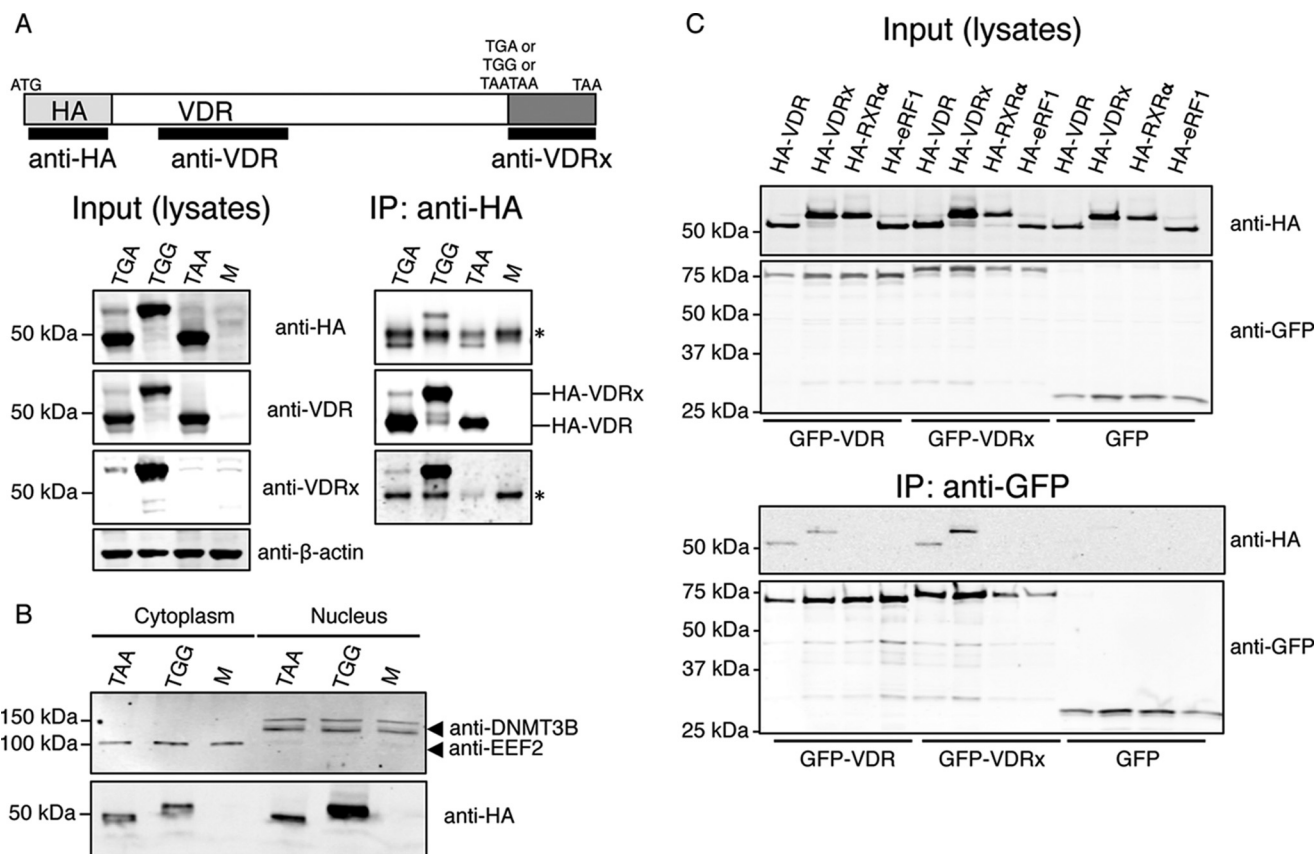 A
TGA or
TGG or
ATG TAATAA TAA
HA VDR
anti-HA anti-VDR anti-VDRx
Input (lysates) IP: anti-HA
TGA TGG TAA M TGA TGG TAA M
50 kDa anti-HA *
50 kDa anti-VDR HA-VDRx
HA-VDR
50 kDa anti-VDRx *
anti-β-actin
B
Cytoplasm Nucleus
TAA TGG M TAA TGG M
150 kDa anti-DNMT3B
100 kDa anti-EEF2
50 kDa anti-HA
C
Input (lysates)
HA-VDR HA-VDRx HA-RXRα HA-eRF1 HA-VDR HA-VDRx HA-RXRα HA-eRF1 HA-VDR HA-VDRx HA-RXRα HA-eRF1
50 kDa anti-HA
75 kDa
50 kDa anti-GFP
37 kDa
25 kDa
GFP-VDR GFP-VDRx GFP
IP: anti-GFP
50 kDa anti-HA
75 kDa
50 kDa anti-GFP
37 kDa
25 kDa
GFP-VDR GFP-VDRx GFP